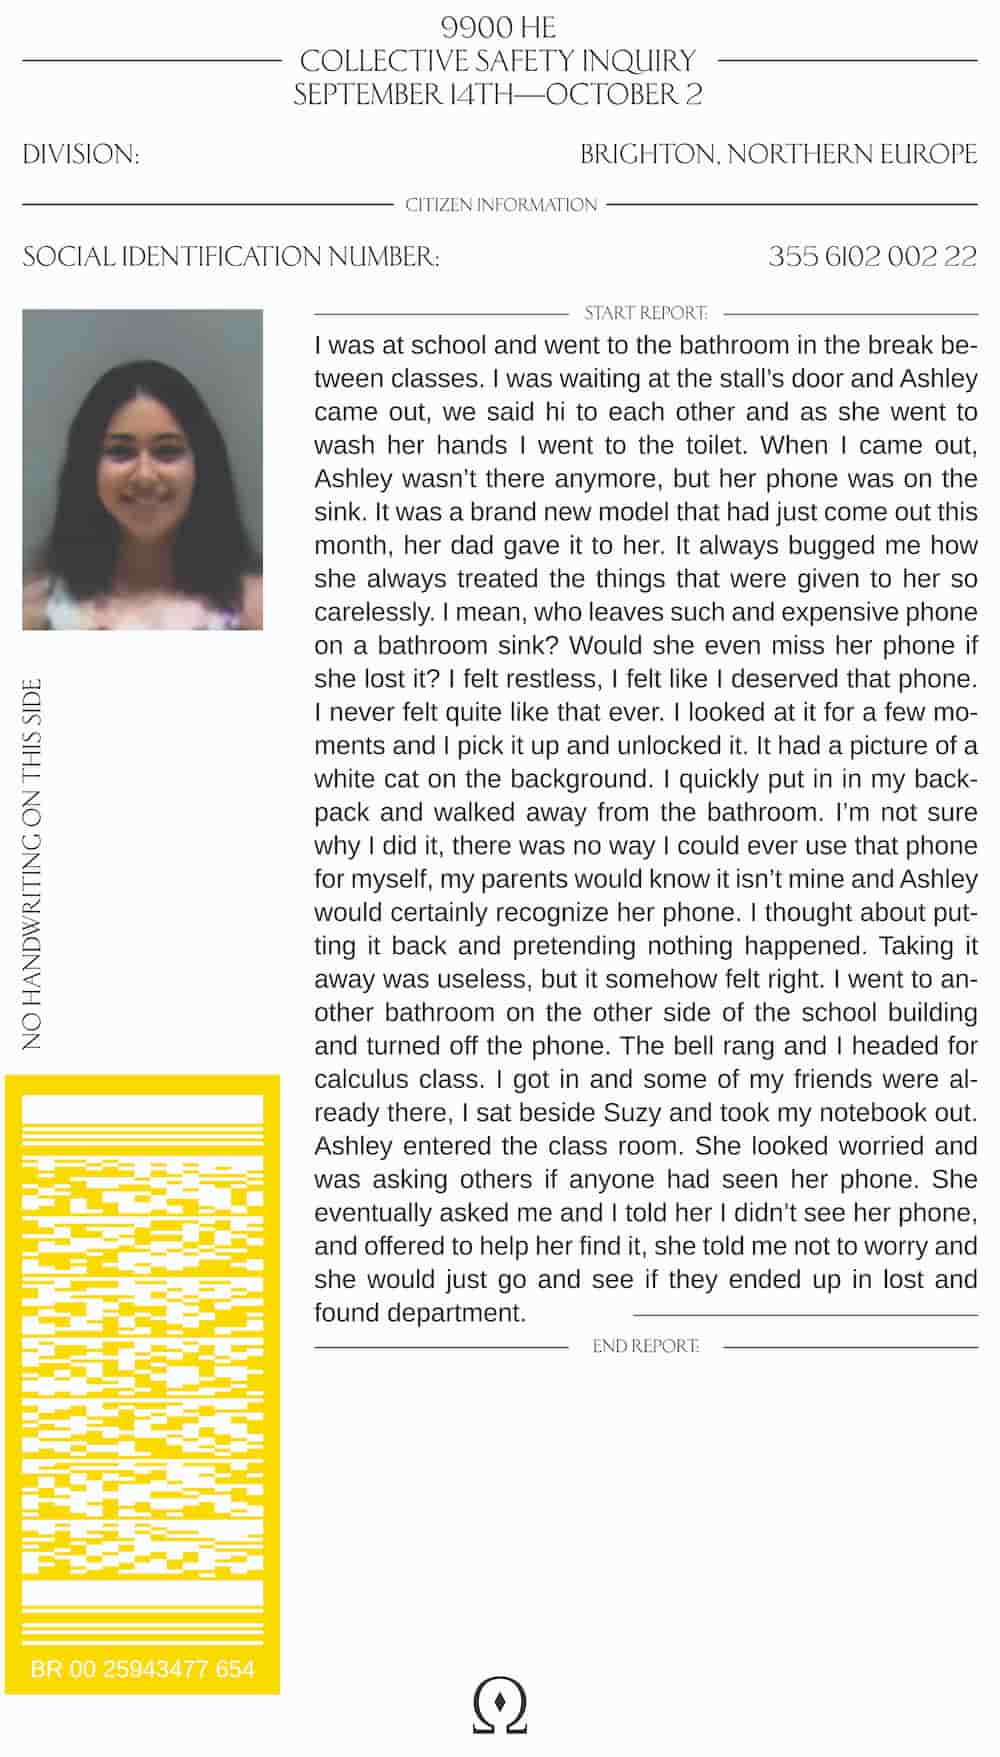 9900 HE
COLLECTIVE SAFETY INQUIRY
SEPTEMBER 14TH—OCTOBER 2
DIVISION: BRIGHTON, NORTHERN EUROPE
CITIZEN INFORMATION
SOCIAL IDENTIFICATION NUMBER: 355 6102 002 22
START REPORT:
I was at school and went to the bathroom in the break be-
tween classes. I was waiting at the stall’s door and Ashley
came out, we said hi to each other and as she went to
wash her hands I went to the toilet. When I came out,
Ashley wasn’t there anymore, but her phone was on the
sink. It was a brand new model that had just come out this
month, her dad gave it to her. It always bugged me how
she always treated the things that were given to her so
carelessly. I mean, who leaves such and expensive phone
on a bathroom sink? Would she even miss her phone if
she lost it? I felt restless, I felt like I deserved that phone.
I never felt quite like that ever. I looked at it for a few mo-
ments and I pick it up and unlocked it. It had a picture of a
white cat on the background. I quickly put in in my back-
pack and walked away from the bathroom. I’m not sure
why I did it, there was no way I could ever use that phone
for myself, my parents would know it isn’t mine and Ashley
would certainly recognize her phone. I thought about put-
ting it back and pretending nothing happened. Taking it
away was useless, but it somehow felt right. I went to an-
other bathroom on the other side of the school building
and turned off the phone. The bell rang and I headed for
calculus class. I got in and some of my friends were al-
ready there, I sat beside Suzy and took my notebook out.
Ashley entered the class room. She looked worried and
was asking others if anyone had seen her phone. She
eventually asked me and I told her I didn’t see her phone,
and offered to help her find it, she told me not to worry and
she would just go and see if they ended up in lost and
found department.
END REPORT:
NO HANDWRITING ON THIS SIDE
BR 00 25943477 654
Ω